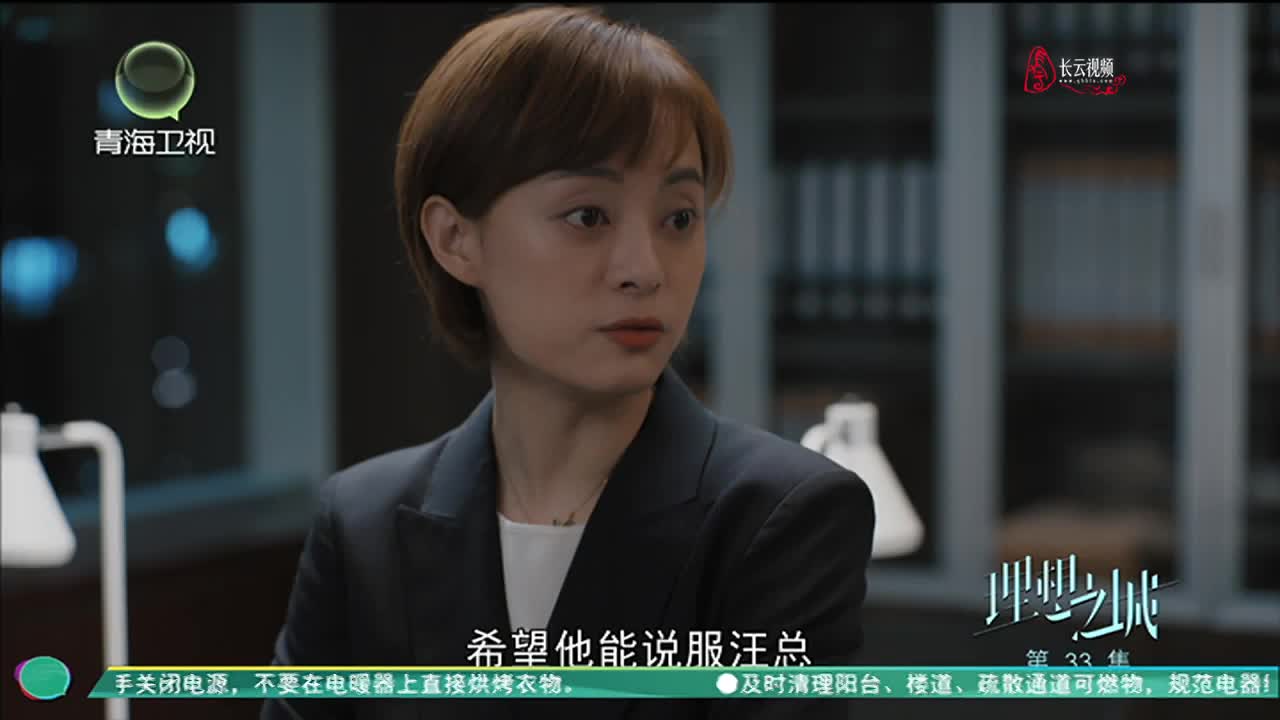 长云视频
青海卫视
理想之城
第 33 集
希望他能说服汪总
手关闭电源，不要在电暖器上直接烘烤衣物。
及时清理阳台、楼道、疏散通道可燃物，规范电器